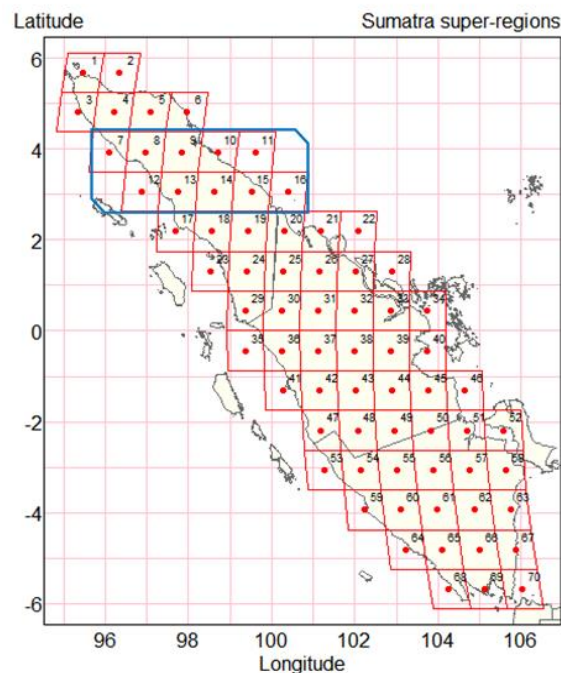 Latitude Sumatra super-regions
6
1 2
3 4 5 6
4 7 8 9 10 11
12 13 14 15 16
17 18 19 20 21 22
2
23 24 25 26 27 28
29 30 31 32 33 34
0
35 36 37 38 39 40
41 42 43 44 45 46
-2 47 48 49 50 51 52
53 54 55 56 57 58
59 60 61 62 63
-4
64 65 66 67
68 69 70
-6
96 98 100 102 104 106
Longitude